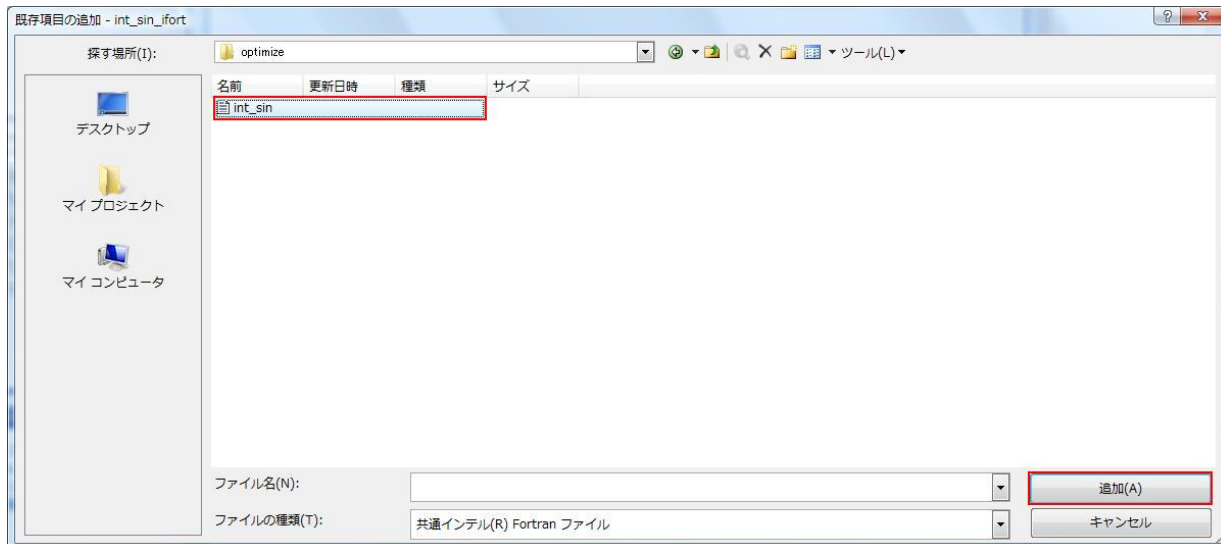 既存項目の追加 - int_sin_ifort
探す場所(I): optimize ツール(L)
名前 更新日時 種類 サイズ
int_sin
デスクトップ
マイ プロジェクト
マイ コンピュータ
ファイル名(N): 追加(A)
ファイルの種類(T): 共通インテル(R) Fortran ファイル キャンセル